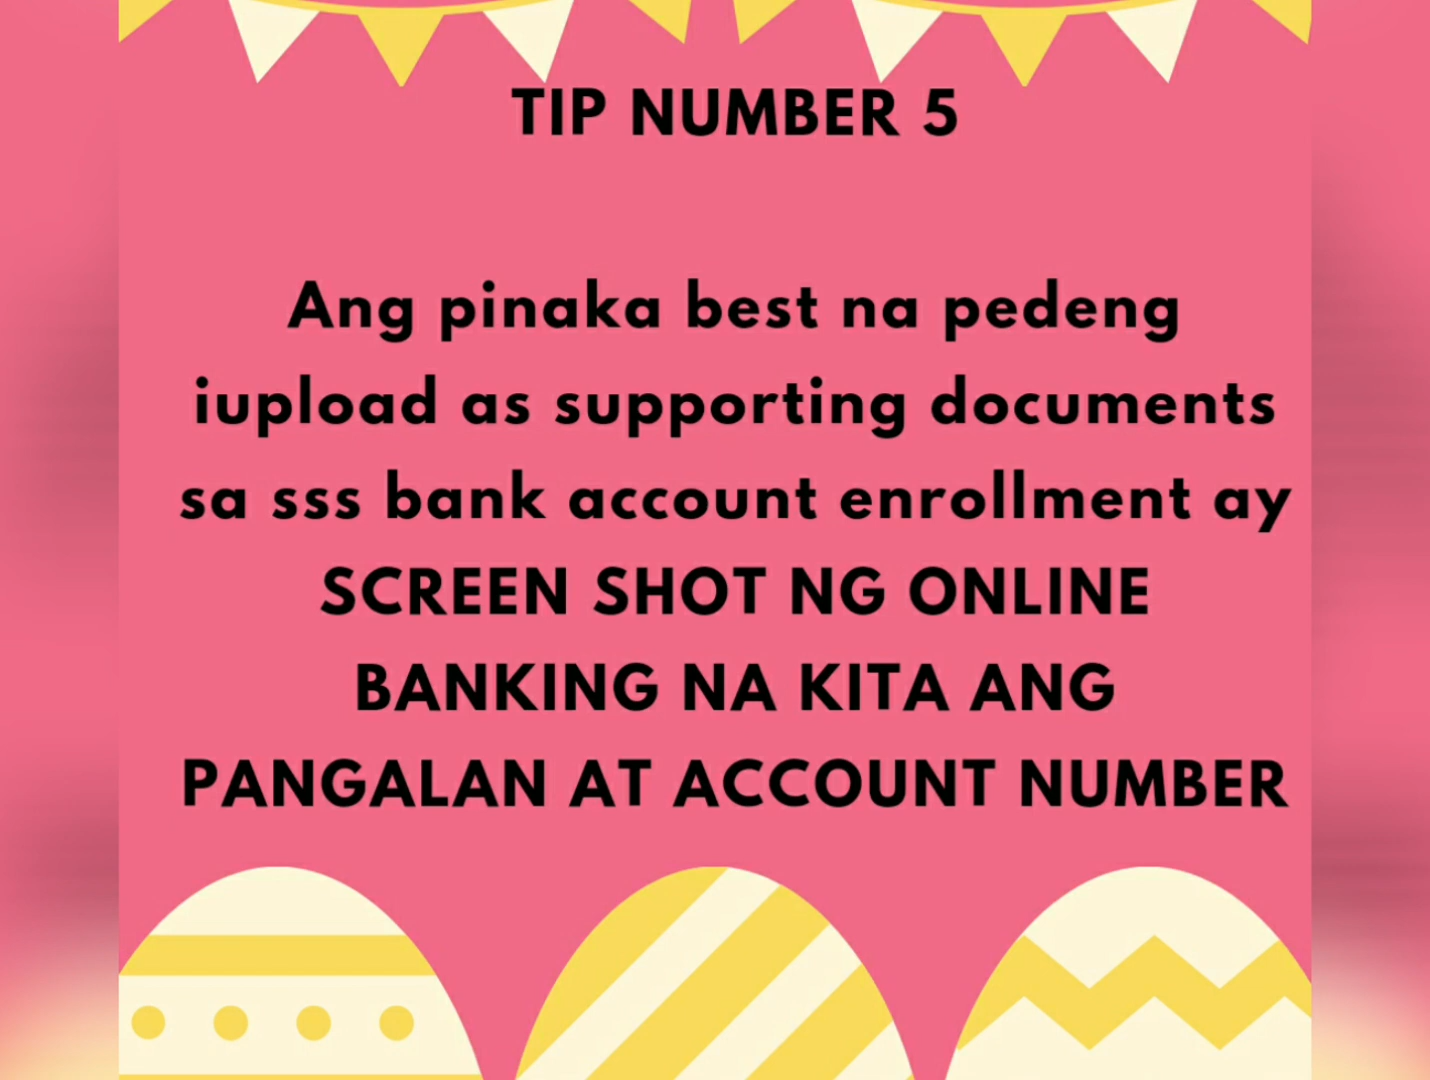 TIP NUMBER 5
Ang pinaka best na pedeng
iupload as supporting documents
sa sss bank account enrollment ay
SCREEN SHOT NG ONLINE
BANKING NA KITA ANG
PANGALAN AT ACCOUNT NUMBER